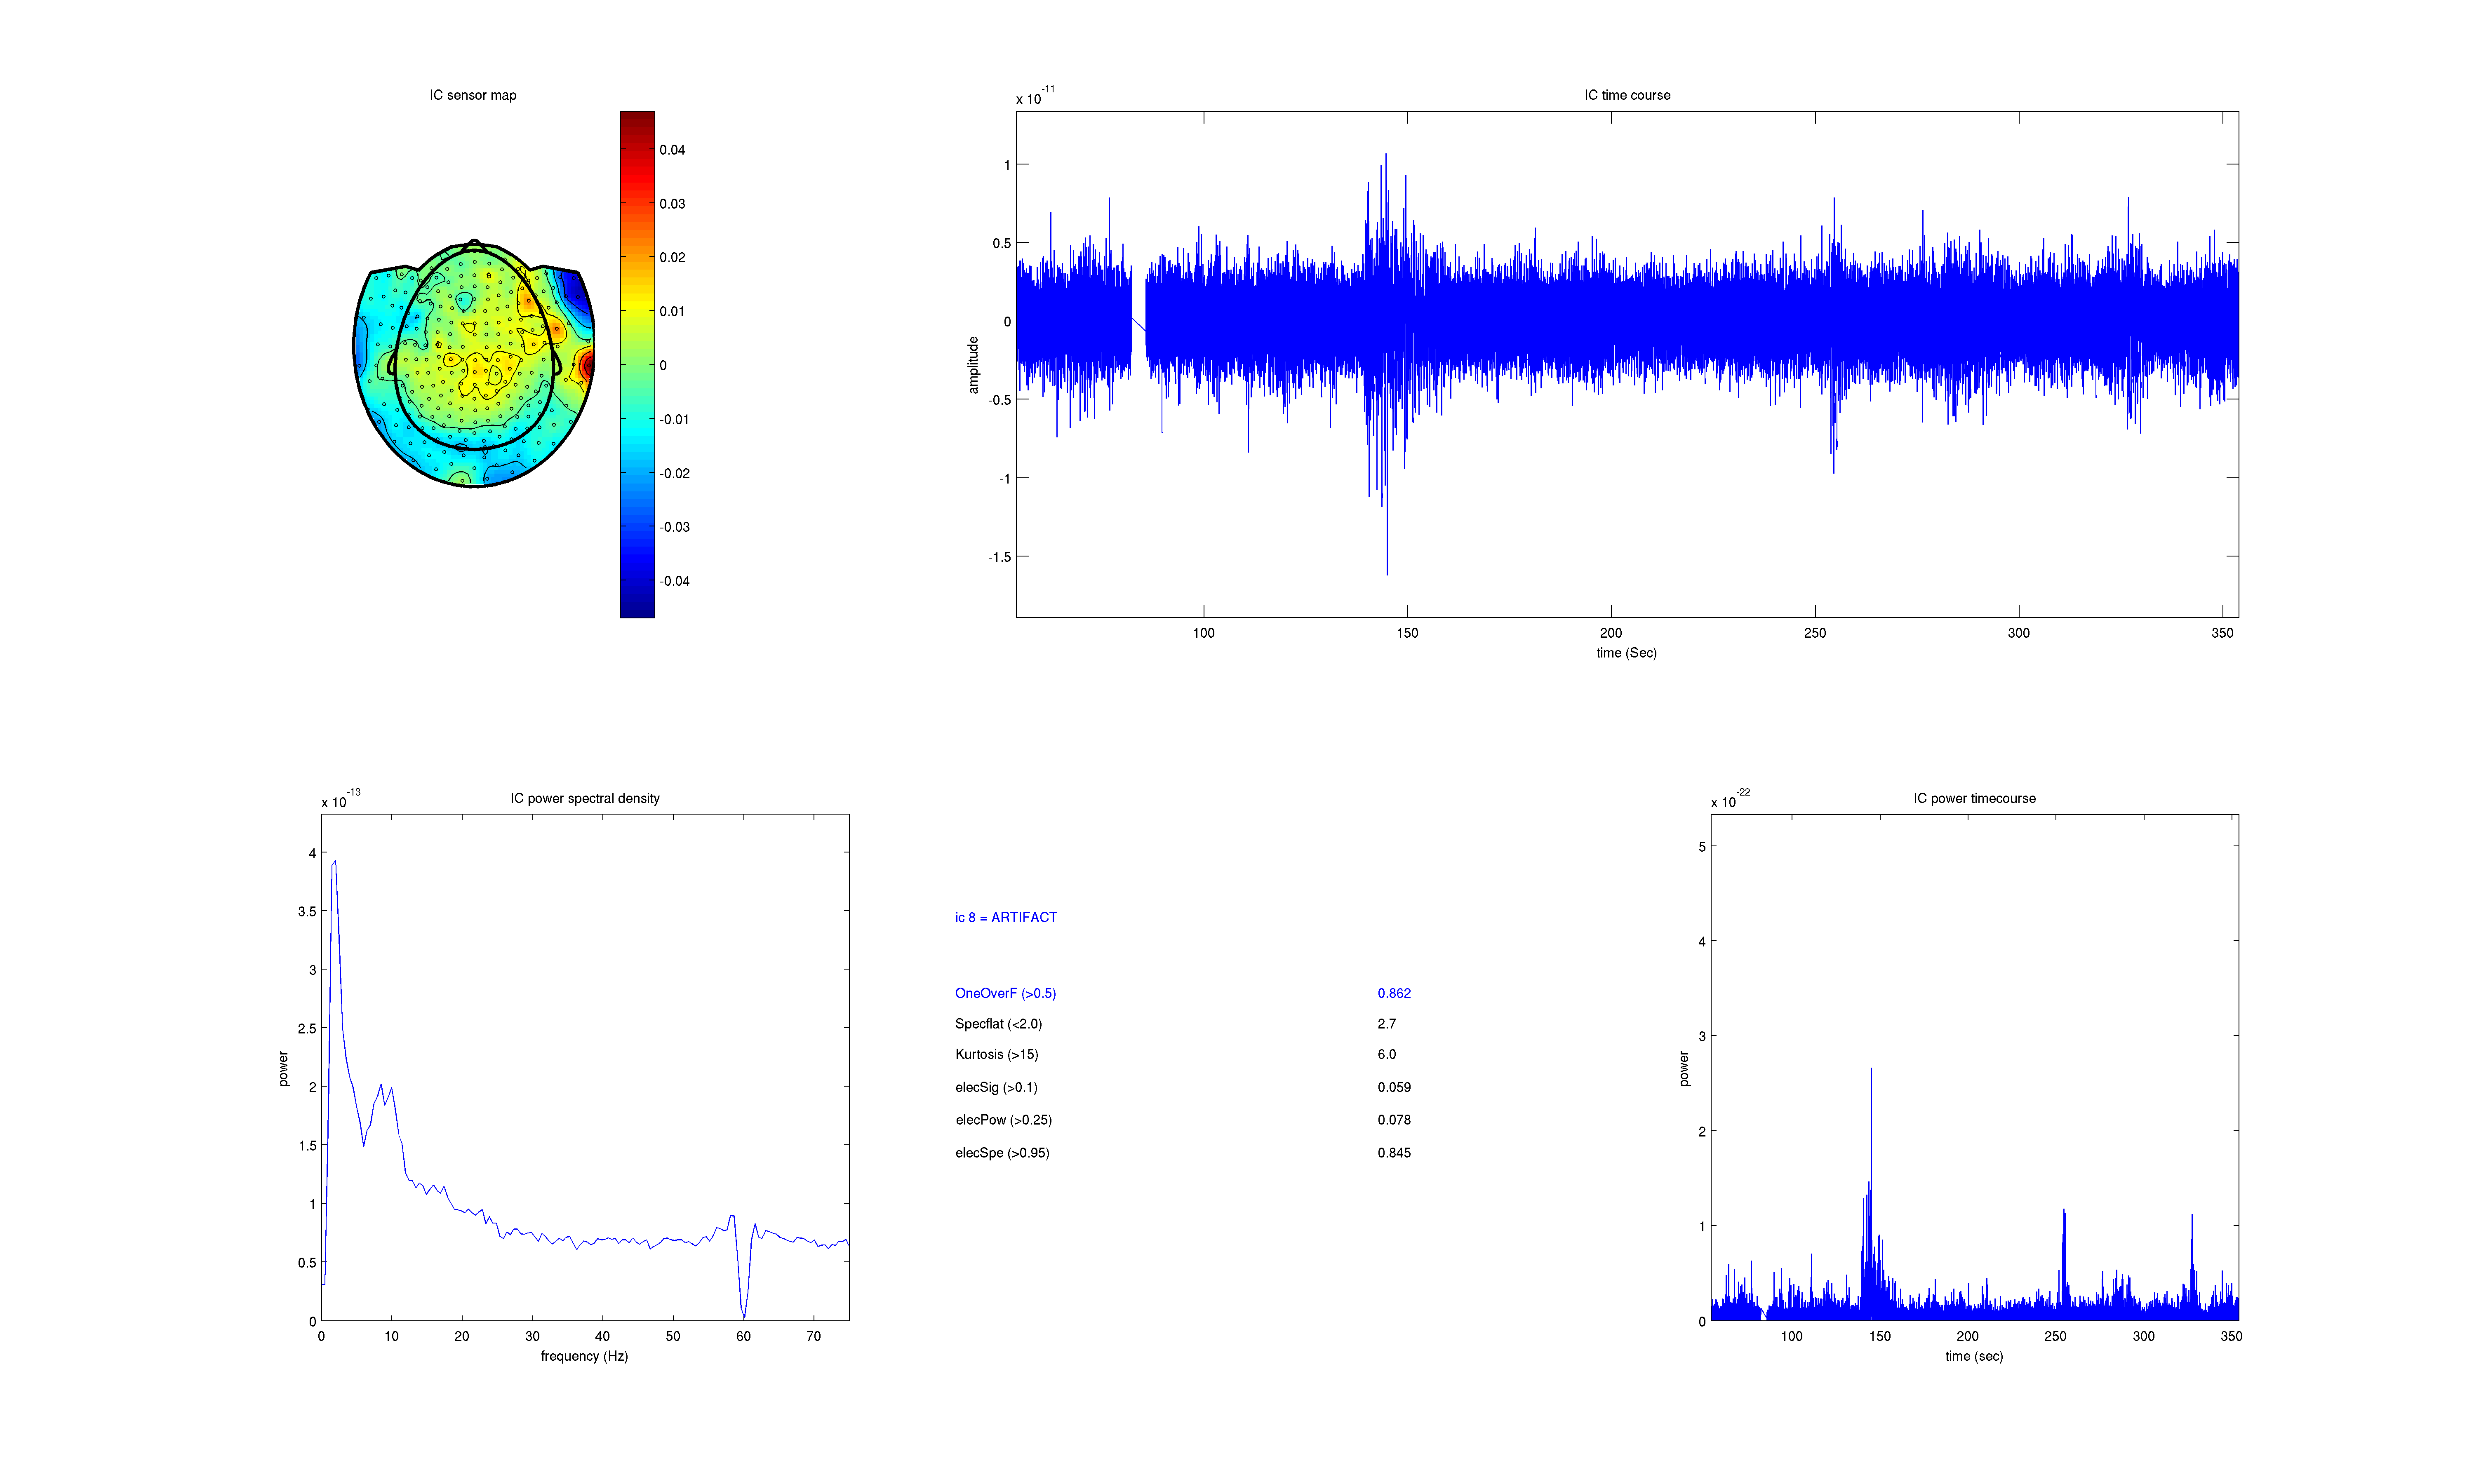 IC sensor map
0.04
0.03
0.02
0.01
0
-0.01
-0.02
-0.03
-0.04
IC time course
x 10^-11
1
0.5
0
-0.5
-1
-1.5
amplitude
100 150 200 250 300 350
time (Sec)
IC power spectral density
x 10^-13
4
3.5
3
2.5
2
1.5
1
0.5
0
power
0 10 20 30 40 50 60 70
frequency (Hz)
ic 8 = ARTIFACT
OneOverF (>0.5) 0.862
Specflat (<2.0) 2.7
Kurtosis (>15) 6.0
elecSig (>0.1) 0.059
elecPow (>0.25) 0.078
elecSpe (>0.95) 0.845
IC power timecourse
x 10^-22
5
4
3
2
1
0
power
100 150 200 250 300 350
time (sec)